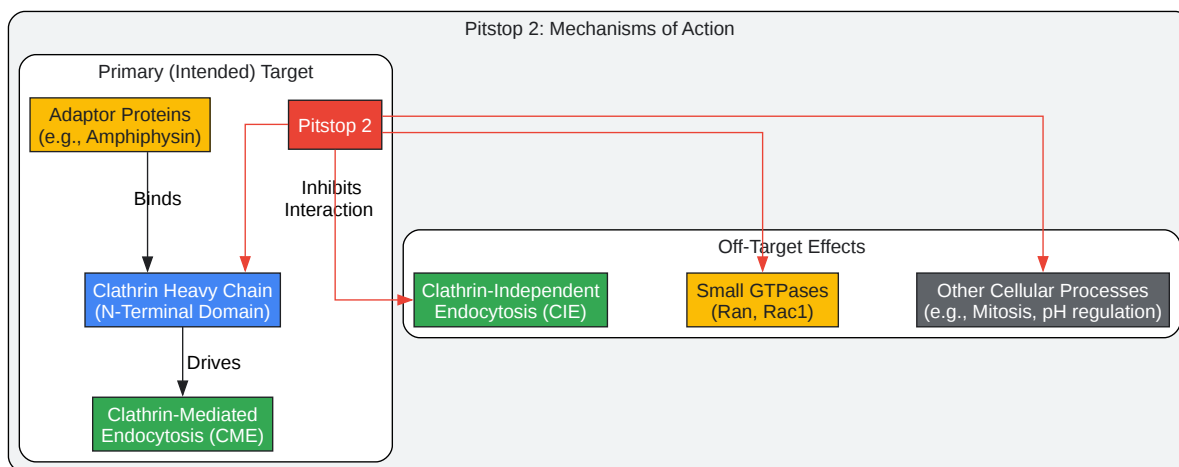 Pitstop 2: Mechanisms of Action
Primary (Intended) Target
Adaptor Proteins
(e.g., Amphiphysin)
Pitstop 2
Binds
Inhibits
Interaction
Off-Target Effects
Clathrin Heavy Chain
(N-Terminal Domain)
Clathrin-Independent
Endocytosis (CIE)
Small GTPases
(Ran, Rac1)
Other Cellular Processes
(e.g., Mitosis, pH regulation)
Drives
Clathrin-Mediated
Endocytosis (CME)